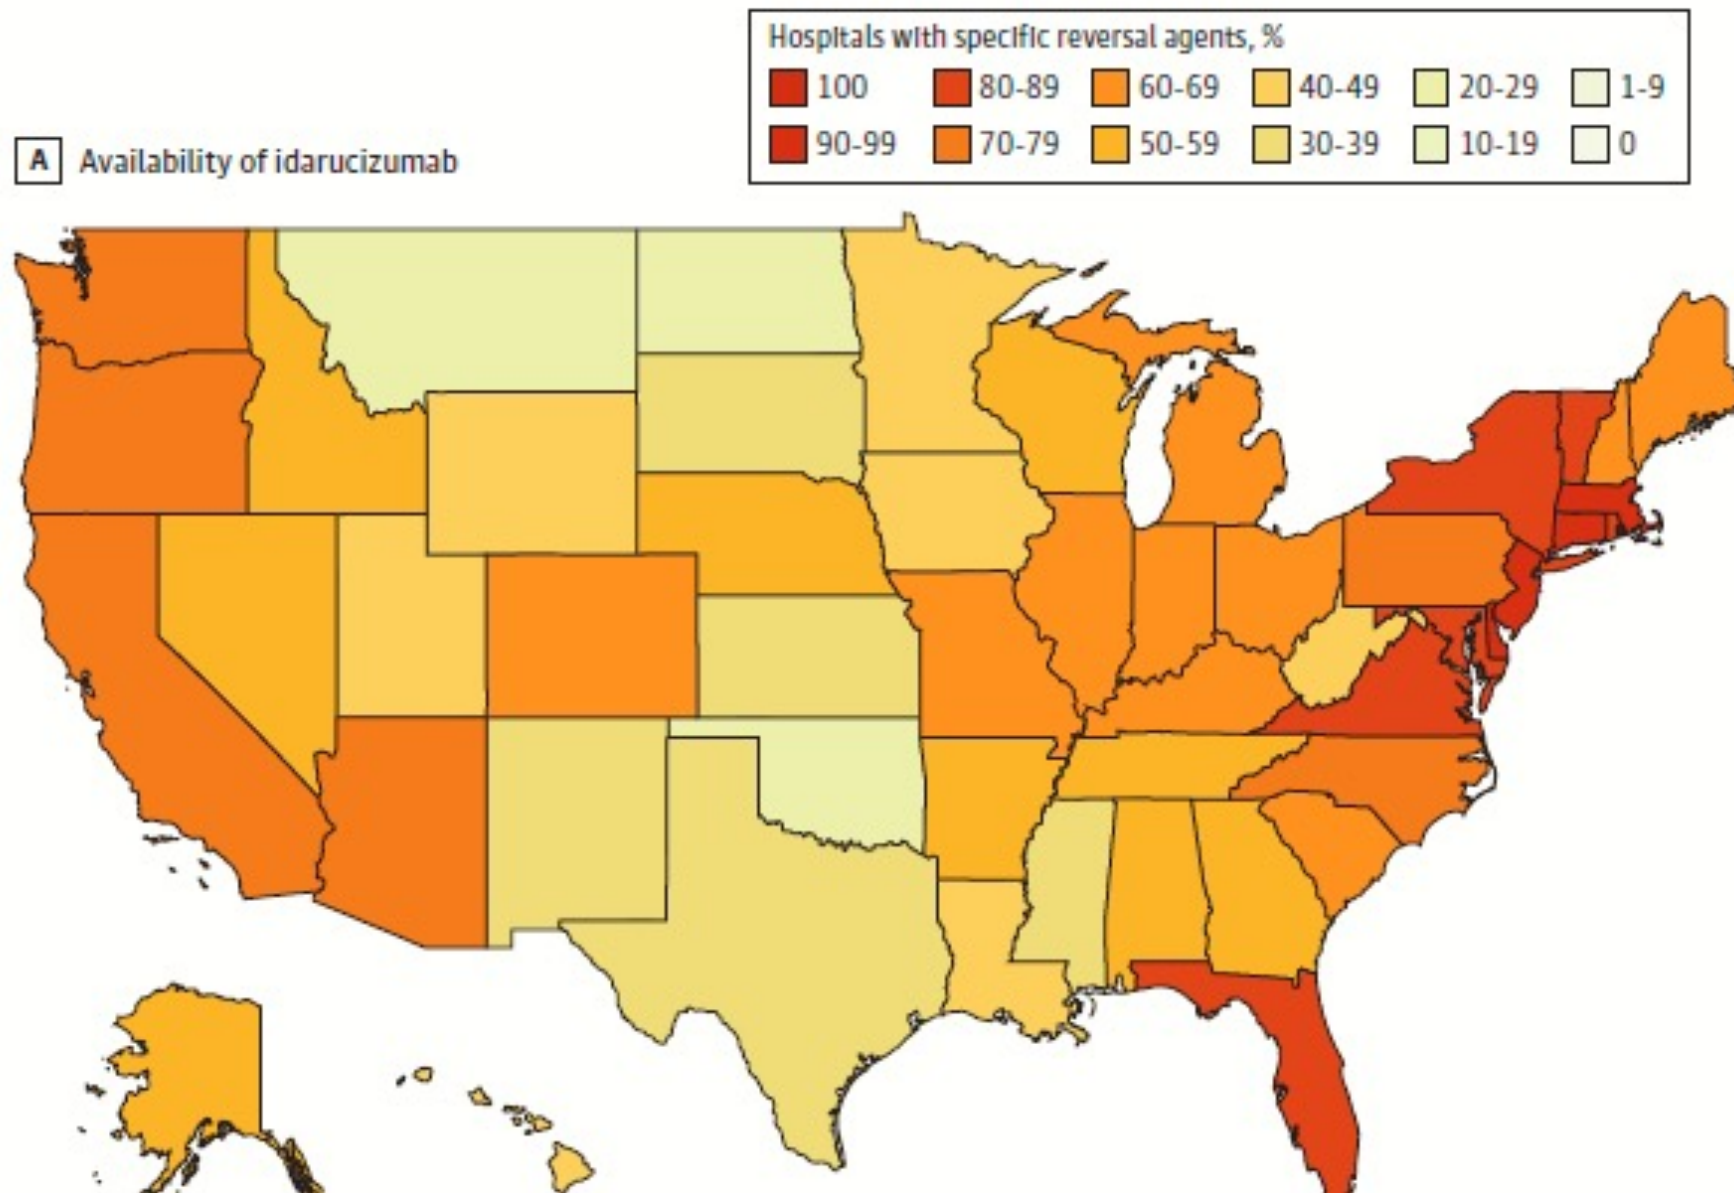 Hospitals with specific reversal agents, %
100 80-89 60-69 40-49 20-29 1-9
90-99 70-79 50-59 30-39 10-19 0
A Availability of idarucizumab